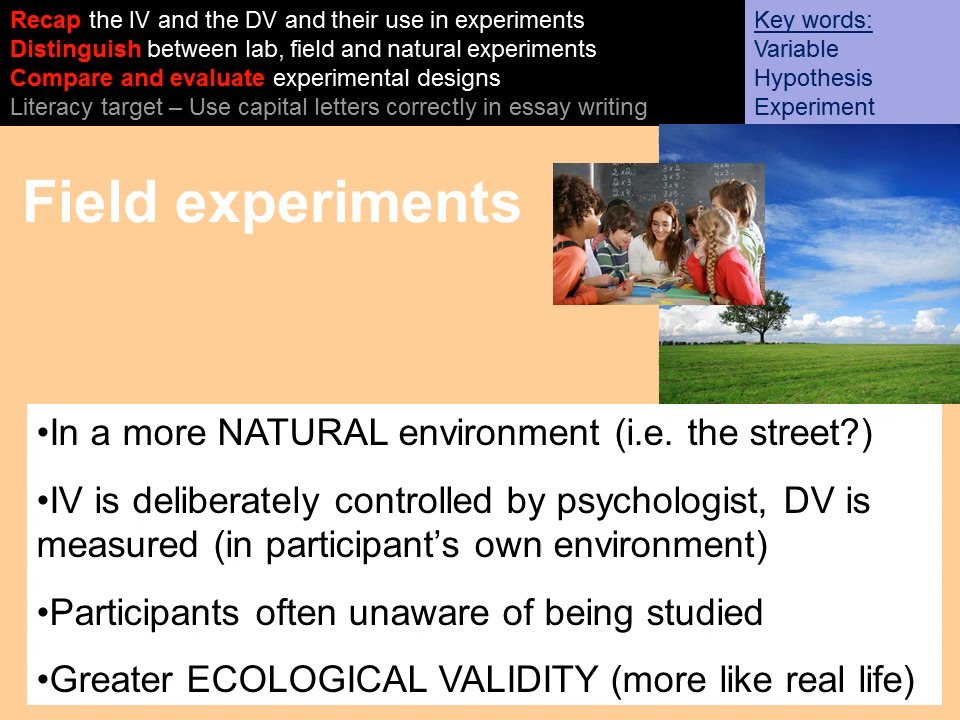 Recap the IV and the DV and their use in experiments
Distinguish between lab, field and natural experiments
Compare and evaluate experimental designs
Literacy target – Use capital letters correctly in essay writing
Key words:
Variable
Hypothesis
Experiment
Field experiments
•In a more NATURAL environment (i.e. the street?)
•IV is deliberately controlled by psychologist, DV is
measured (in participant’s own environment)
•Participants often unaware of being studied
•Greater ECOLOGICAL VALIDITY (more like real life)